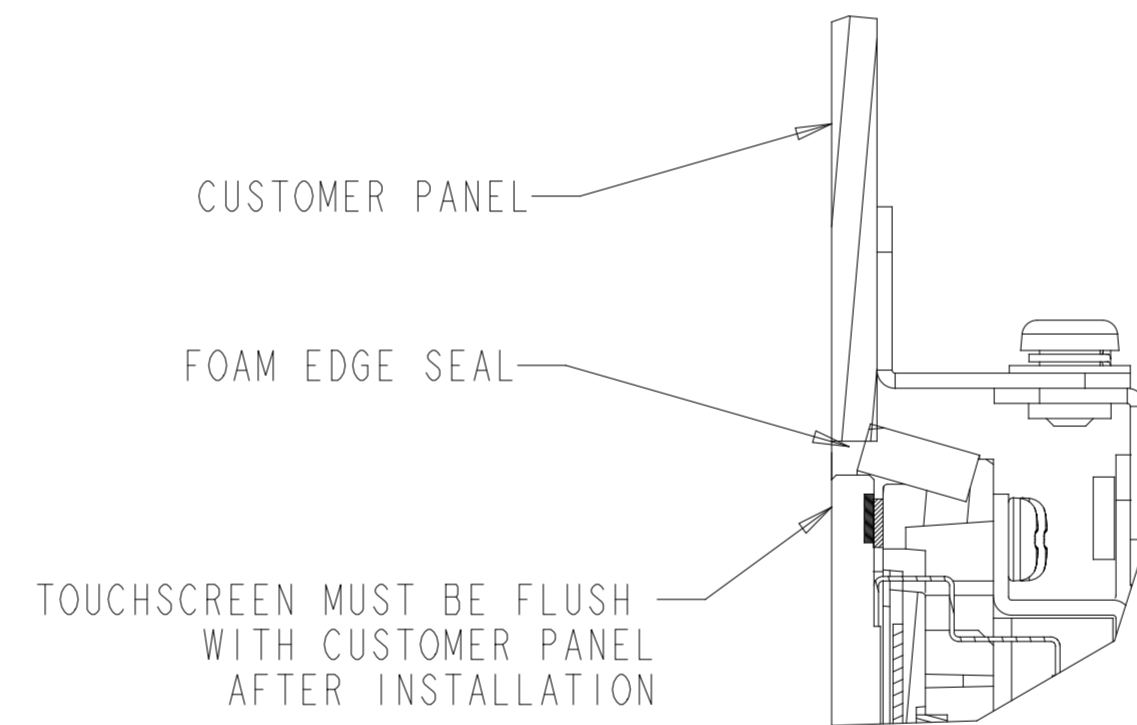 CUSTOMER PANEL
FOAM EDGE SEAL
TOUCHSCREEN MUST BE FLUSH
WITH CUSTOMER PANEL
AFTER INSTALLATION